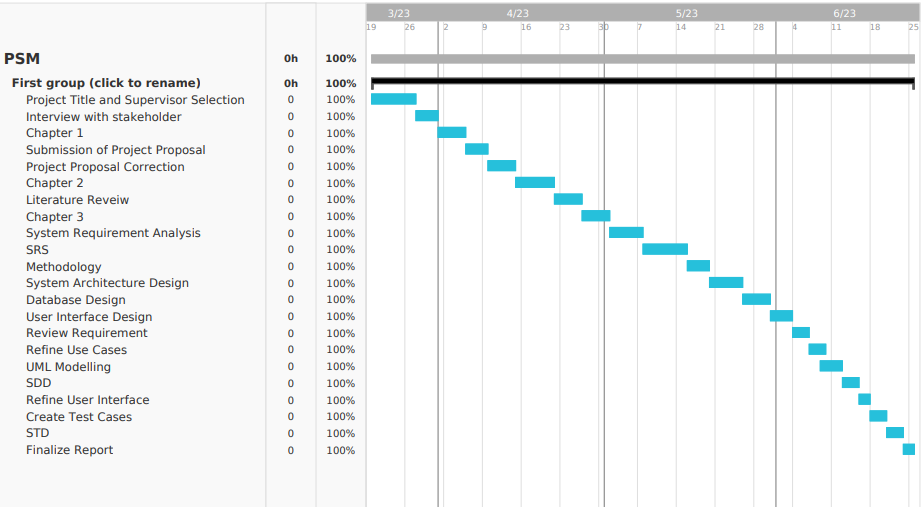 3/23 4/23 5/23 6/23
19 26 2 9 16 23 30 7 14 21 28 4 11 18 25
PSM 0h 100%
First group (click to rename) 0h 100%
Project Title and Supervisor Selection 0 100%
Interview with stakeholder 0 100%
Chapter 1 0 100%
Submission of Project Proposal 0 100%
Project Proposal Correction 0 100%
Chapter 2 0 100%
Literature Reveiw 0 100%
Chapter 3 0 100%
System Requirement Analysis 0 100%
SRS 0 100%
Methodology 0 100%
System Architecture Design 0 100%
Database Design 0 100%
User Interface Design 0 100%
Review Requirement 0 100%
Refine Use Cases 0 100%
UML Modelling 0 100%
SDD 0 100%
Refine User Interface 0 100%
Create Test Cases 0 100%
STD 0 100%
Finalize Report 0 100%